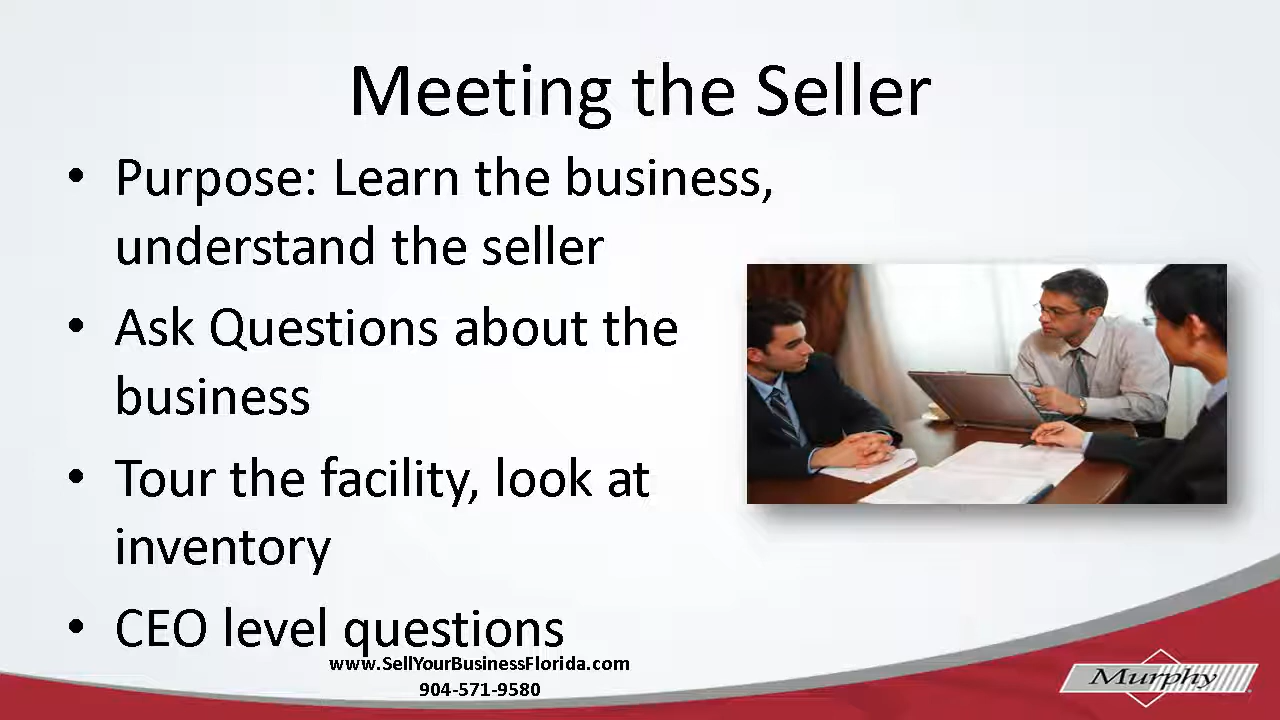 Meeting the Seller
• Purpose: Learn the business,
understand the seller
• Ask Questions about the
business
• Tour the facility, look at
inventory
• CEO level questions
www.SellYourBusinessFlorida.com
904-571-9580
Murphy